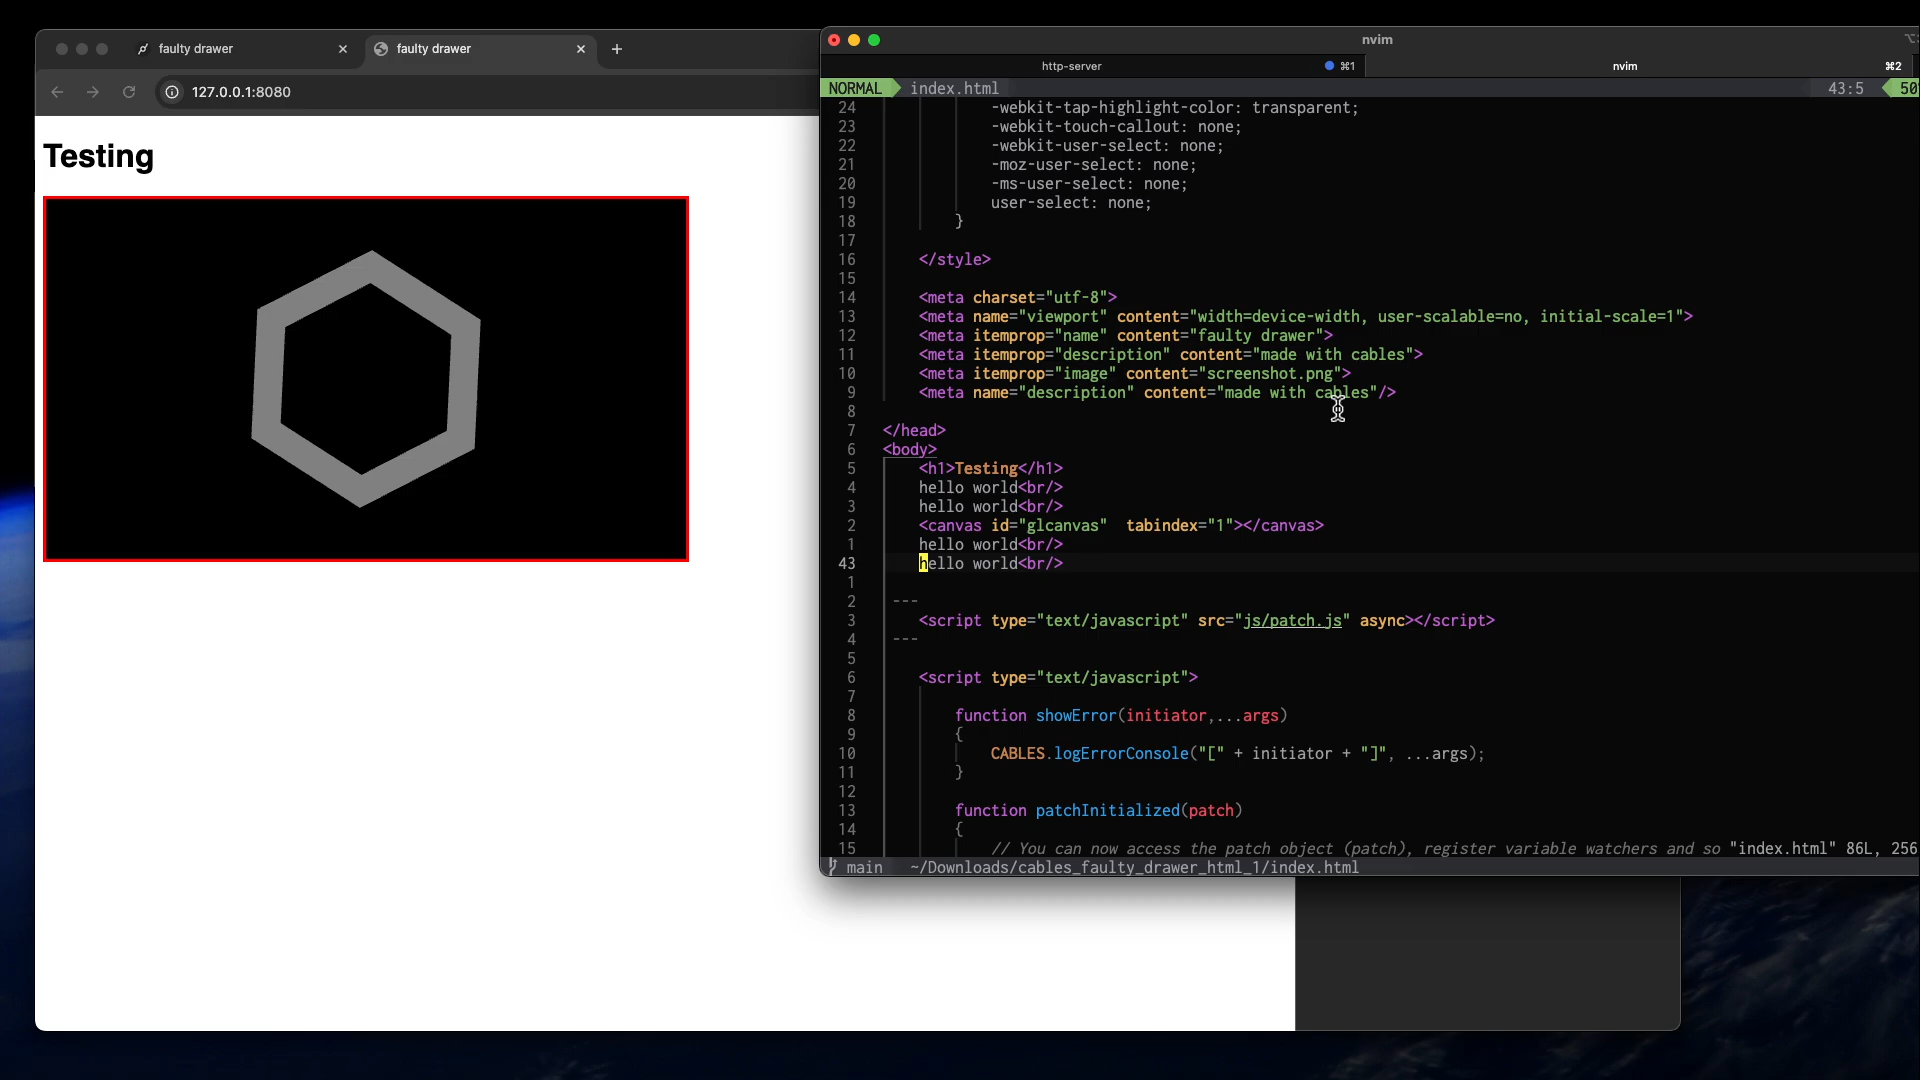 faulty drawer
faulty drawer
127.0.0.1:8080
Testing
nvim
http-server
⌘1
nvim
⌘2
NORMAL index.html 43:5 50
24 -webkit-tap-highlight-color: transparent;
23 -webkit-touch-callout: none;
22 -webkit-user-select: none;
21 -moz-user-select: none;
20 -ms-user-select: none;
19 user-select: none;
18 }
17
16 </style>
15
14 <meta charset="utf-8">
13 <meta name="viewport" content="width=device-width, user-scalable=no, initial-scale=1">
12 <meta itemprop="name" content="faulty drawer">
11 <meta itemprop="description" content="made with cables">
10 <meta itemprop="image" content="screenshot.png">
9 <meta name="description" content="made with cables"/>
8
7 </head>
6 <body>
5 <h1>Testing</h1>
4 hello world<br/>
3 hello world<br/>
2 <canvas id="glcanvas" tabindex="1"></canvas>
1 hello world<br/>
43 hello world<br/>
1
2 ---
3 <script type="text/javascript" src="js/patch.js" async></script>
4 ---
5
6 <script type="text/javascript">
7
8 function showError(initiator,...args)
9 {
10 CABLES.logErrorConsole("[" + initiator + "]", ...args);
11 }
12
13 function patchInitialized(patch)
14 {
15 // You can now access the patch object (patch), register variable watchers and so "index.html" 86L, 256
main ~/Downloads/cables_faulty_drawer_html_1/index.html